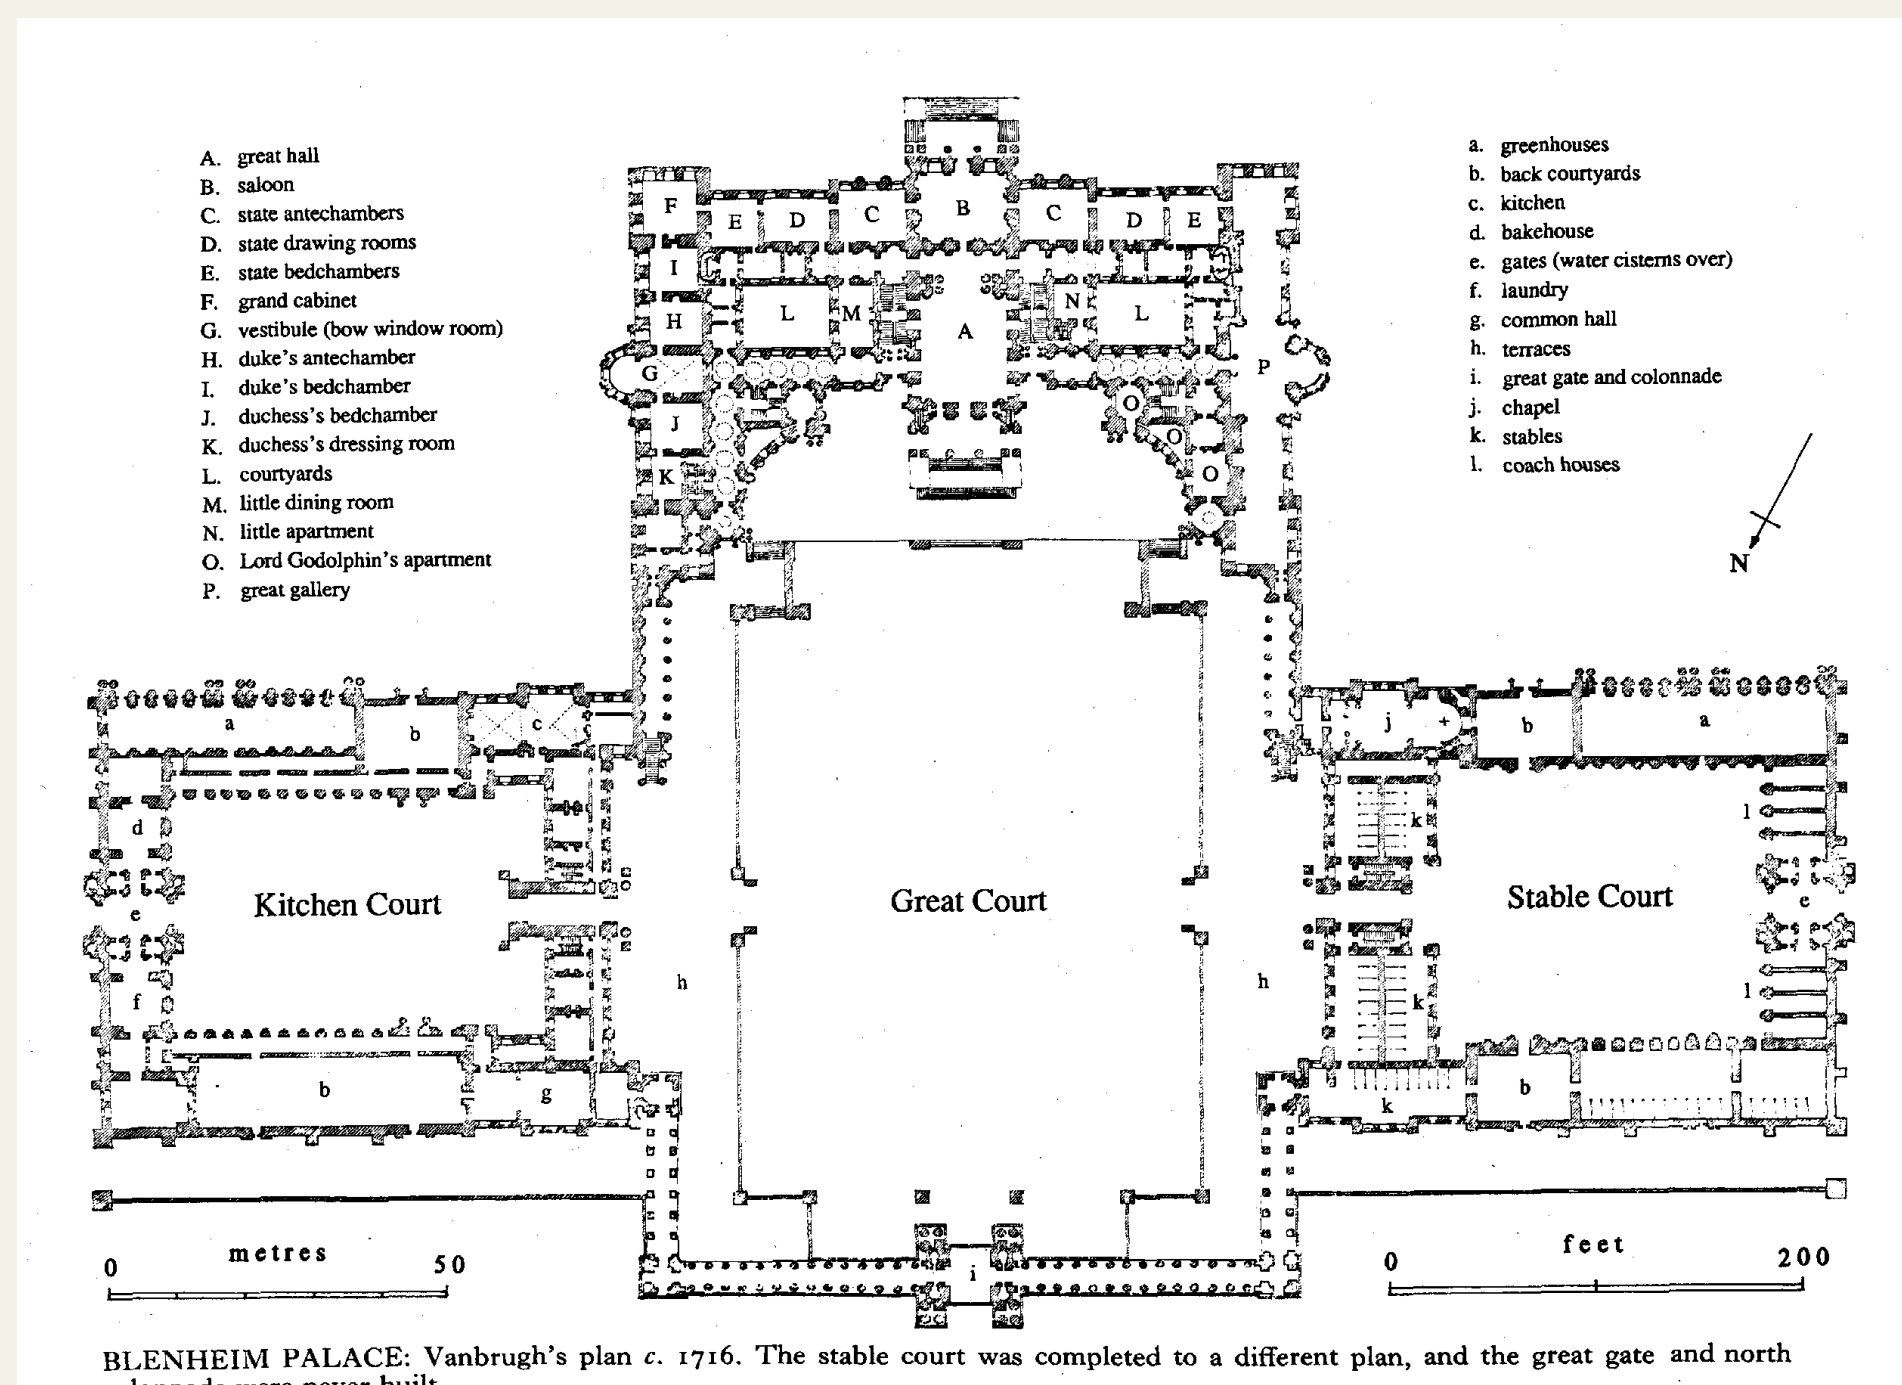 A. great hall
B. saloon
C. state antechambers
D. state drawing rooms
E. state bedchambers
F. grand cabinet
G. vestibule (bow window room)
H. duke's antechamber
I. duke's bedchamber
J. duchess's bedchamber
K. duchess's dressing room
L. courtyards
M. little dining room
N. little apartment
O. Lord Godolphin's apartment
P. great gallery
a. greenhouses
b. back courtyards
c. kitchen
d. bakehouse
e. gates (water cisterns over)
f. laundry
g. common hall
h. terraces
i. great gate and colonnade
j. chapel
k. stables
l. coach houses
N
F
E
D
C
B
C
D
E
I
H
L
M
A
N
L
G
P
J
O
O
K
O
a
b
c
j
+
b
a
d
k
l
Kitchen Court
Great Court
Stable Court
e
e
f
h
h
k
l
b
g
k
b
i
metres
0 50
feet
0 200
BLENHEIM PALACE: Vanbrugh's plan c. 1716. The stable court was completed to a different plan, and the great gate and north
were never built